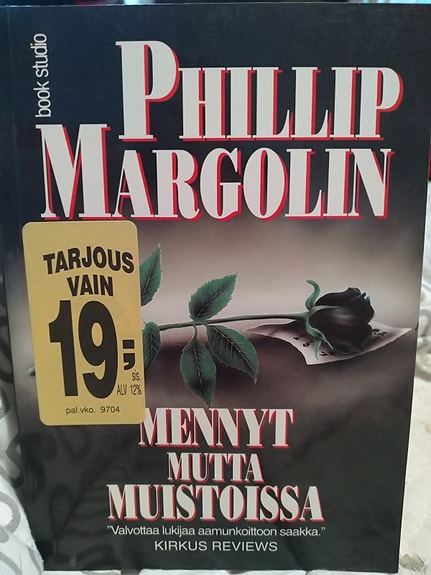 book studio
PHILLIP
MARGOLIN
TARJOUS
VAIN
19,-
sis.
ALV 12%
pal.vko. 9704
MENNYT
MUTTA
MUISTOISSA
"Valvottaa lukijaa aamunkoittoon saakka."
KIRKUS REVIEWS